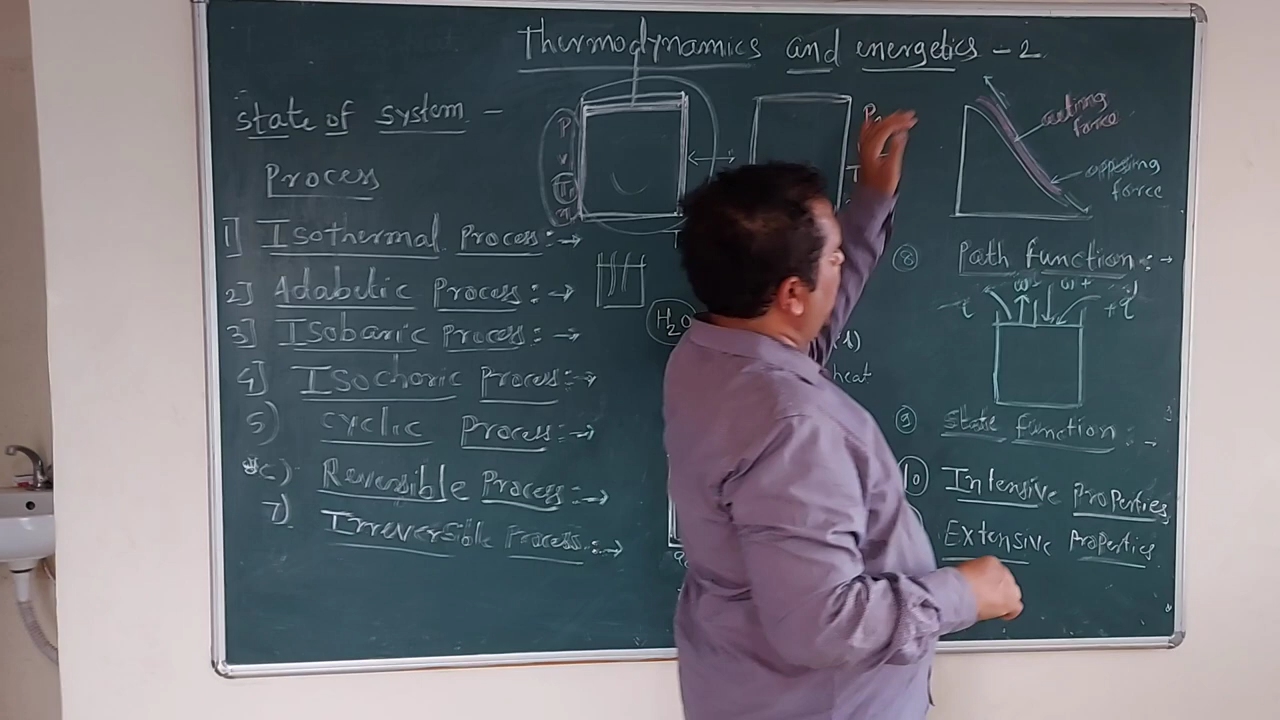 Thermodynamics and energetics - 2
state of system -
Process
1] Isothermal Process :→
2] Adabetic Process :→
3] Isobaric Process :→
4] Isochoric Process :→
5) cyclic Process :→
6) Reversible Process :→
7) Irreversible Process :→
P
v
T
n
H2O
heat
acting
force
opposing
force
8 Path function :→
-q w- w+ +q
9 State function :→
10 Intensive Properties
Extensive Properties